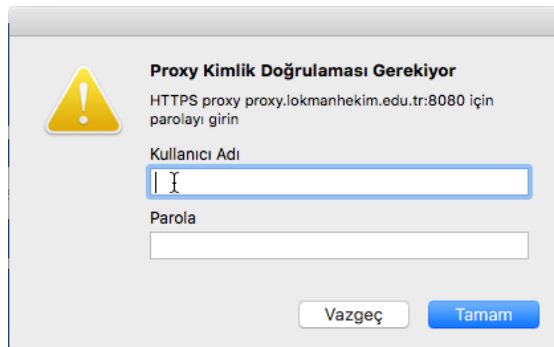 Proxy Kimlik Doğrulaması Gerekiyor
HTTPS proxy proxy.lokmanhekim.edu.tr:8080 için
parolayı girin
Kullanıcı Adı
Parola
Vazgeç
Tamam